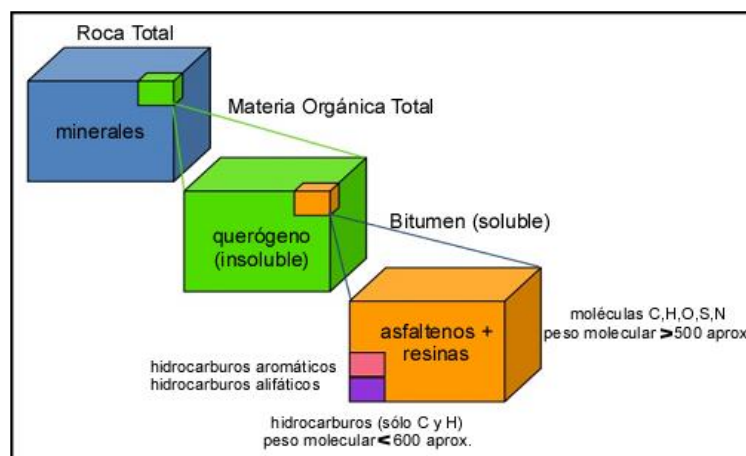 Roca Total
minerales
Materia Orgánica Total
querógeno
(insoluble)
Bitumen (soluble)
asfaltenos +
resinas
moléculas C,H,O,S,N
peso molecular >500 aprox.
hidrocarburos aromáticos
hidrocarburos alifáticos
hidrocarburos (sólo C y H)
peso molecular < 600 aprox.